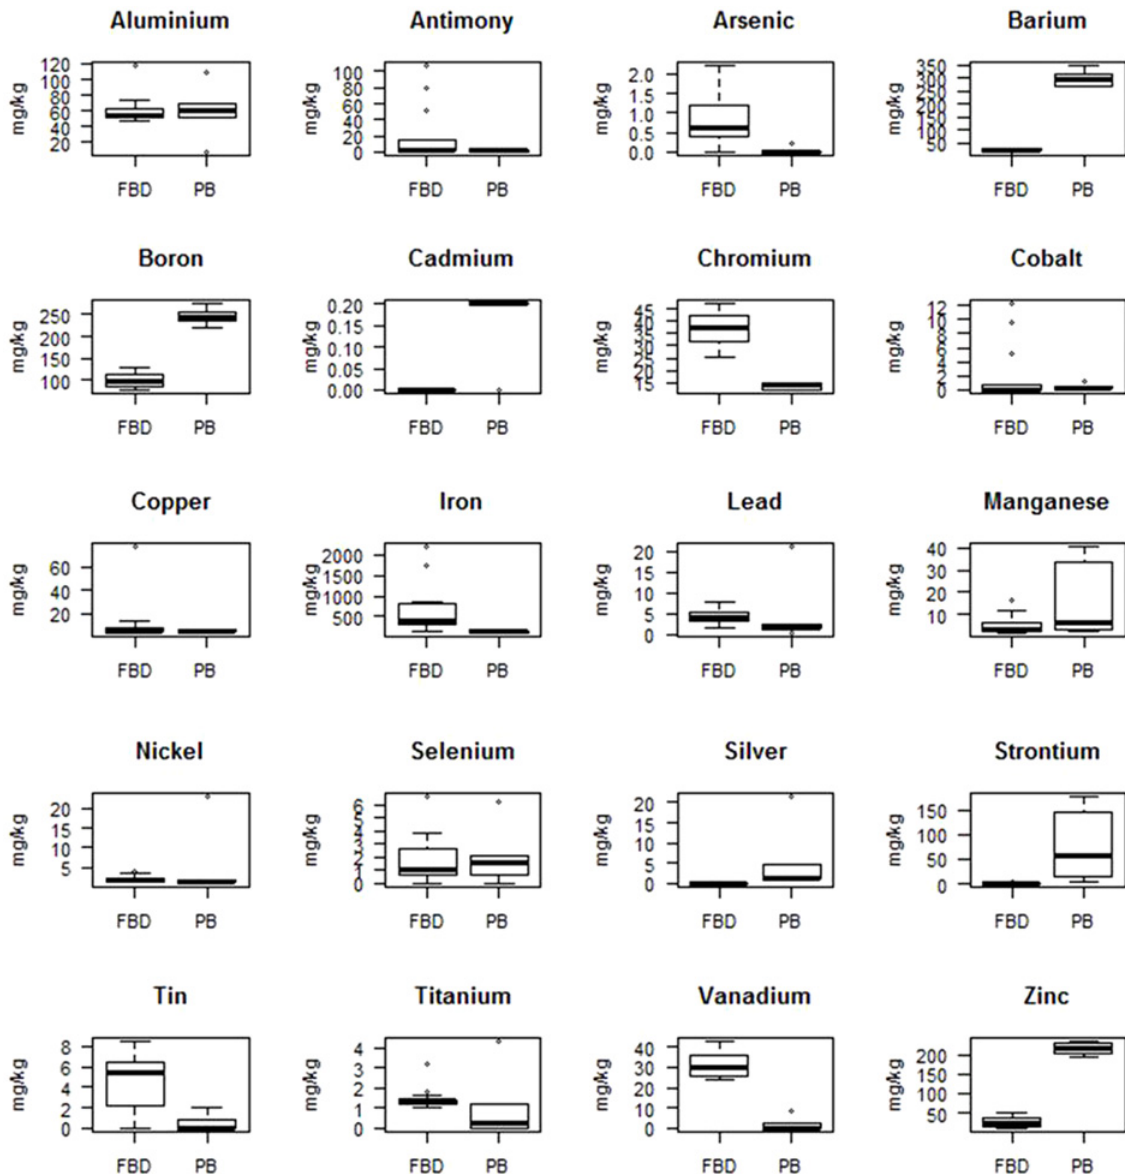 Aluminium Antimony Arsenic Barium
mg/kg 120 100 80 60 40 20 mg/kg 100 80 60 40 20 0 mg/kg 2.0 1.5 1.0 0.5 0.0 mg/kg 350 300 250 200 150 100 50
FBD PB FBD PB FBD PB FBD PB
Boron Cadmium Chromium Cobalt
mg/kg 250 200 150 100 mg/kg 0.20 0.15 0.10 0.05 0.00 mg/kg 45 40 35 30 25 20 15 mg/kg 12 10 8 6 4 2 0
FBD PB FBD PB FBD PB FBD PB
Copper Iron Lead Manganese
mg/kg 60 40 20 mg/kg 2000 1500 1000 500 mg/kg 20 15 10 5 0 mg/kg 40 30 20 10
FBD PB FBD PB FBD PB FBD PB
Nickel Selenium Silver Strontium
mg/kg 20 15 10 5 mg/kg 6 5 4 3 2 1 0 mg/kg 20 15 10 5 0 mg/kg 150 100 50 0
FBD PB FBD PB FBD PB FBD PB
Tin Titanium Vanadium Zinc
mg/kg 8 6 4 2 0 mg/kg 4 3 2 1 0 mg/kg 40 30 20 10 0 mg/kg 200 150 100 50
FBD PB FBD PB FBD PB FBD PB